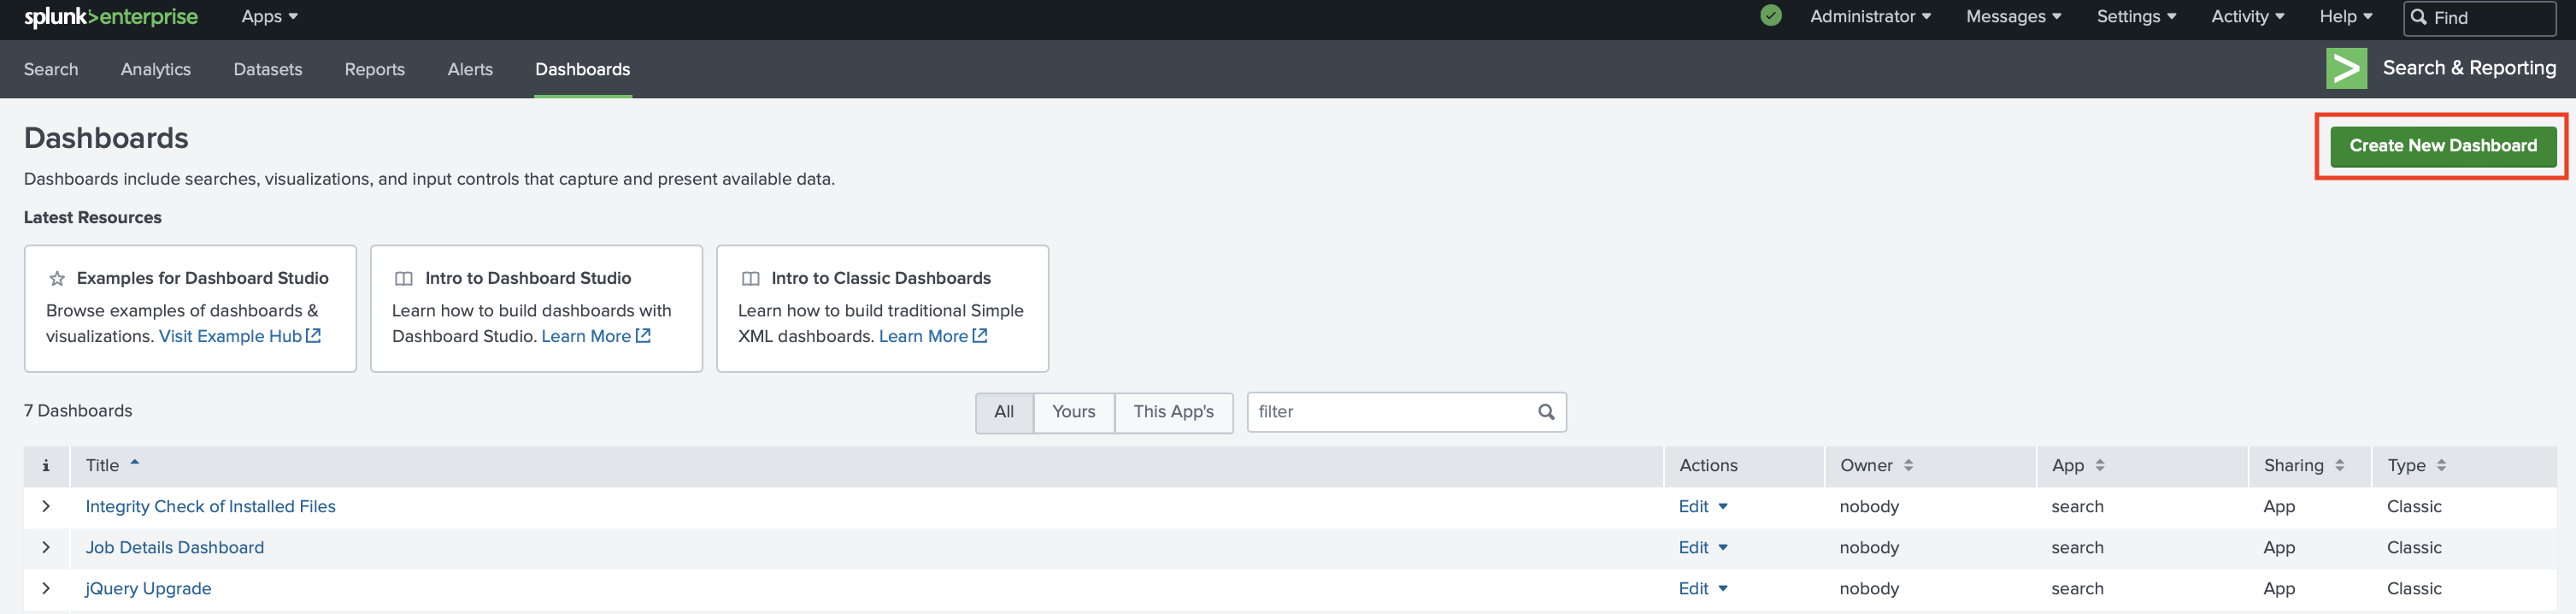 splunk>enterprise Apps Administrator Messages Settings Activity Help Find
Search Analytics Datasets Reports Alerts Dashboards Search & Reporting
Dashboards
Create New Dashboard
Dashboards include searches, visualizations, and input controls that capture and present available data.
Latest Resources
Examples for Dashboard Studio
Browse examples of dashboards &
visualizations. Visit Example Hub
Intro to Dashboard Studio
Learn how to build dashboards with
Dashboard Studio. Learn More
Intro to Classic Dashboards
Learn how to build traditional Simple
XML dashboards. Learn More
7 Dashboards All Yours This App's filter
i Title Actions Owner App Sharing Type
Integrity Check of Installed Files Edit nobody search App Classic
Job Details Dashboard Edit nobody search App Classic
jQuery Upgrade Edit nobody search App Classic